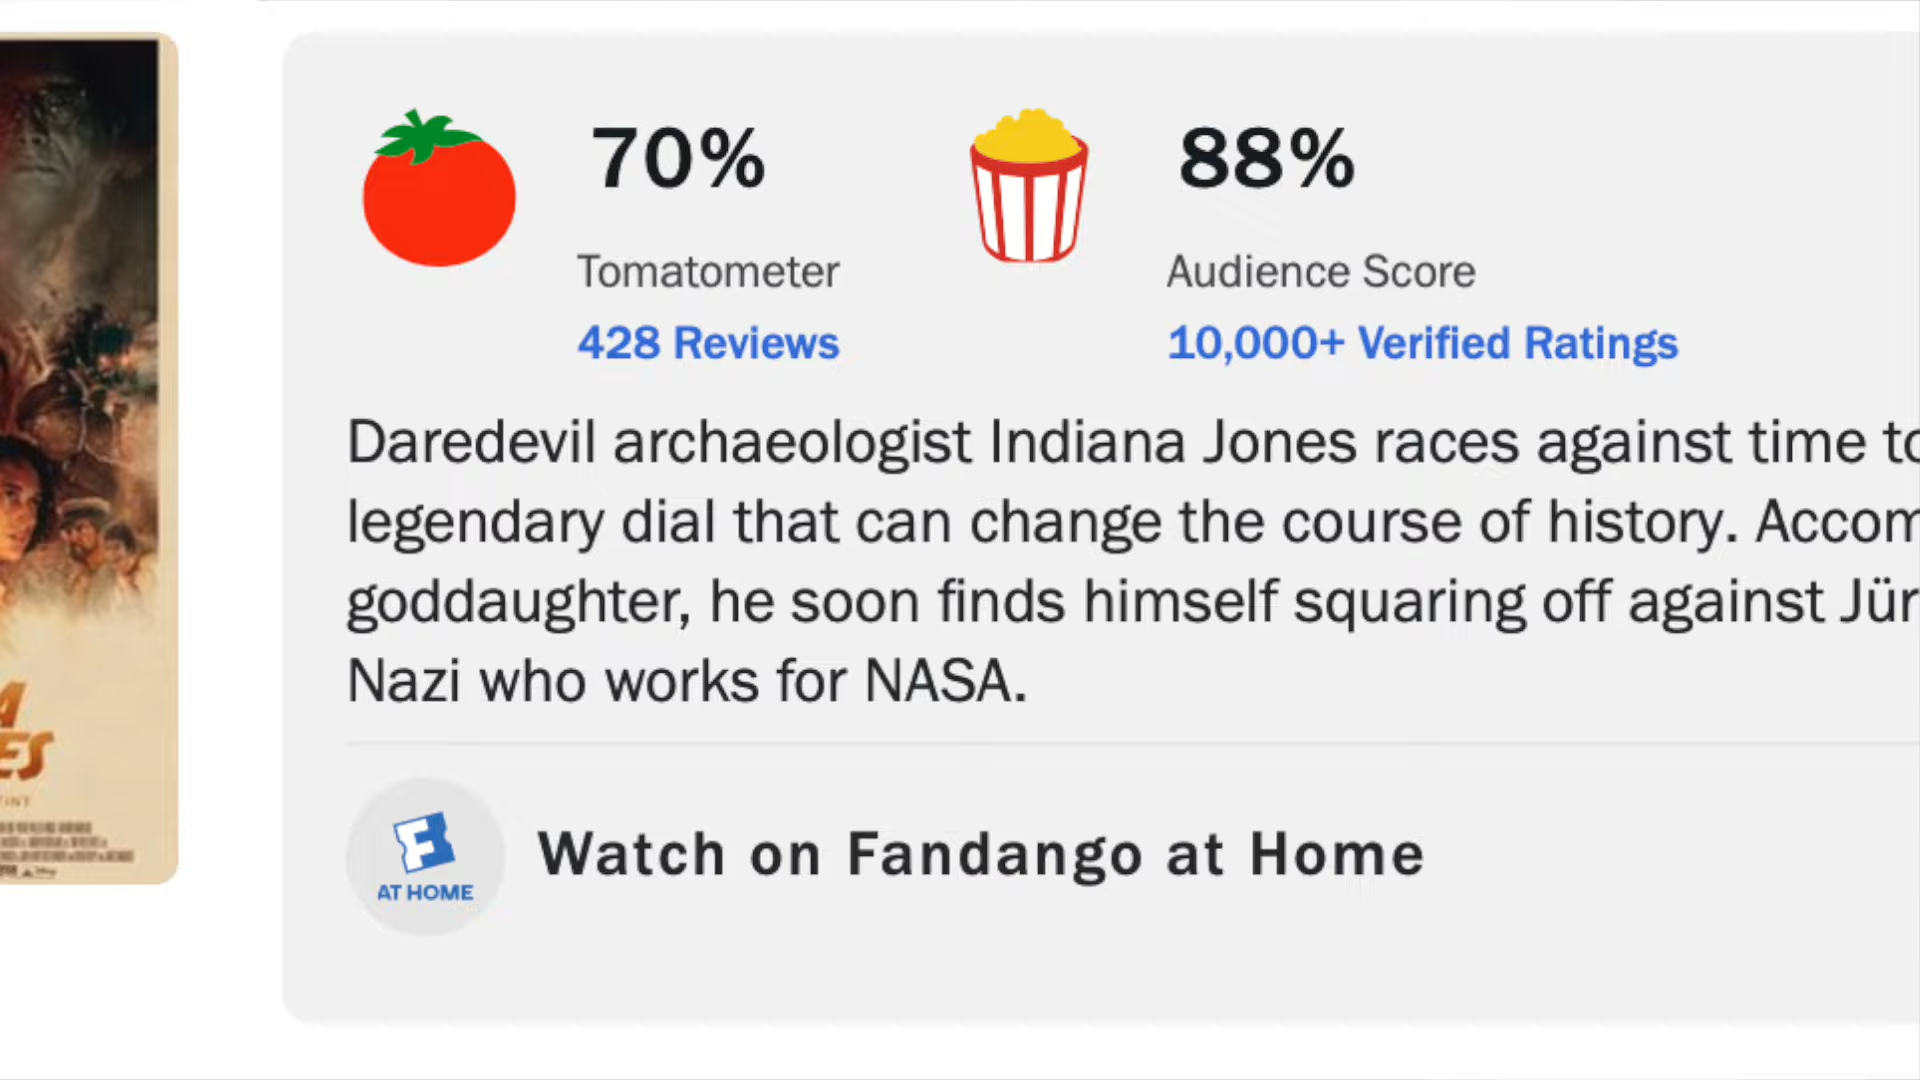 70%
88%
Tomatometer
Audience Score
428 Reviews
10,000+ Verified Ratings
Daredevil archaeologist Indiana Jones races against time to
legendary dial that can change the course of history. Accom
goddaughter, he soon finds himself squaring off against Jür
Nazi who works for NASA.
A
ES
F
AT HOME
Watch on Fandango at Home